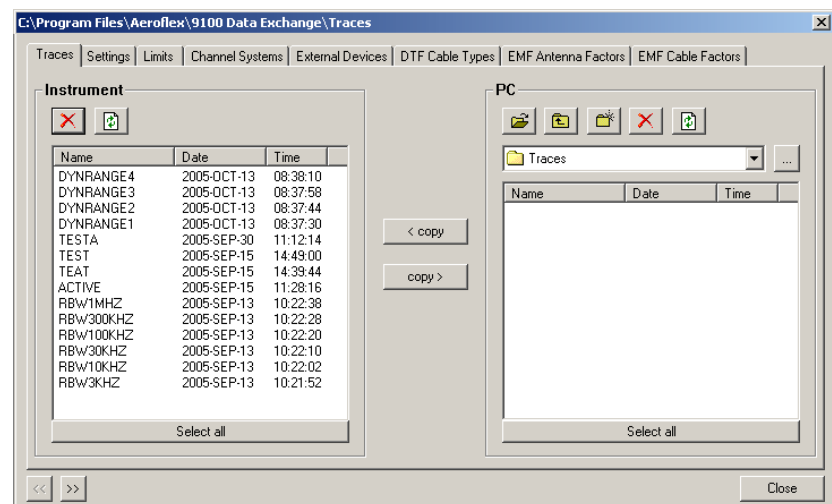 C:\Program Files\Aeroflex\9100 Data Exchange\Traces
Traces Settings Limits Channel Systems External Devices DTF Cable Types EMF Antenna Factors EMF Cable Factors
Instrument
Name Date Time
DYNRANGE4 2005-OCT-13 08:38:10
DYNRANGE3 2005-OCT-13 08:37:58
DYNRANGE2 2005-OCT-13 08:37:44
DYNRANGE1 2005-OCT-13 08:37:30
TESTA 2005-SEP-30 11:12:14
TEST 2005-SEP-15 14:49:00
TEAT 2005-SEP-15 14:39:44
ACTIVE 2005-SEP-15 11:28:16
RBW1MHZ 2005-SEP-13 10:22:38
RBW300KHZ 2005-SEP-13 10:22:28
RBW100KHZ 2005-SEP-13 10:22:20
RBW30KHZ 2005-SEP-13 10:22:10
RBW10KHZ 2005-SEP-13 10:22:02
RBW3KHZ 2005-SEP-13 10:21:52
Select all
< copy
copy >
PC
Traces ...
Name Date Time
Select all
<< >>
Close